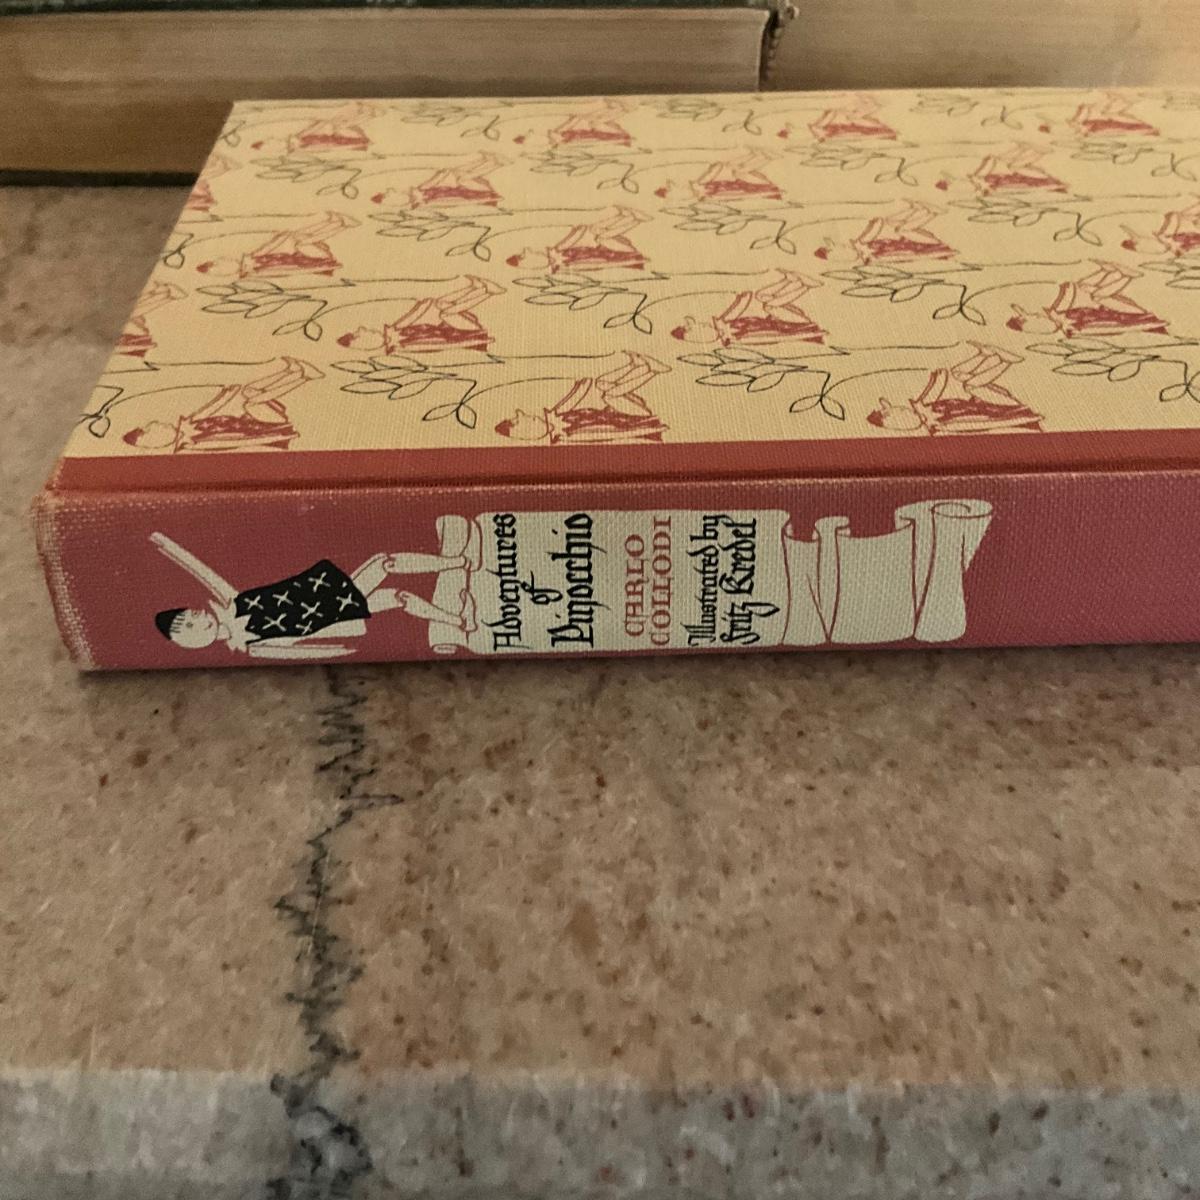 Adventures
of
Pinocchio
CARLO
COLLODI
Illustrated by
Fritz Kredel